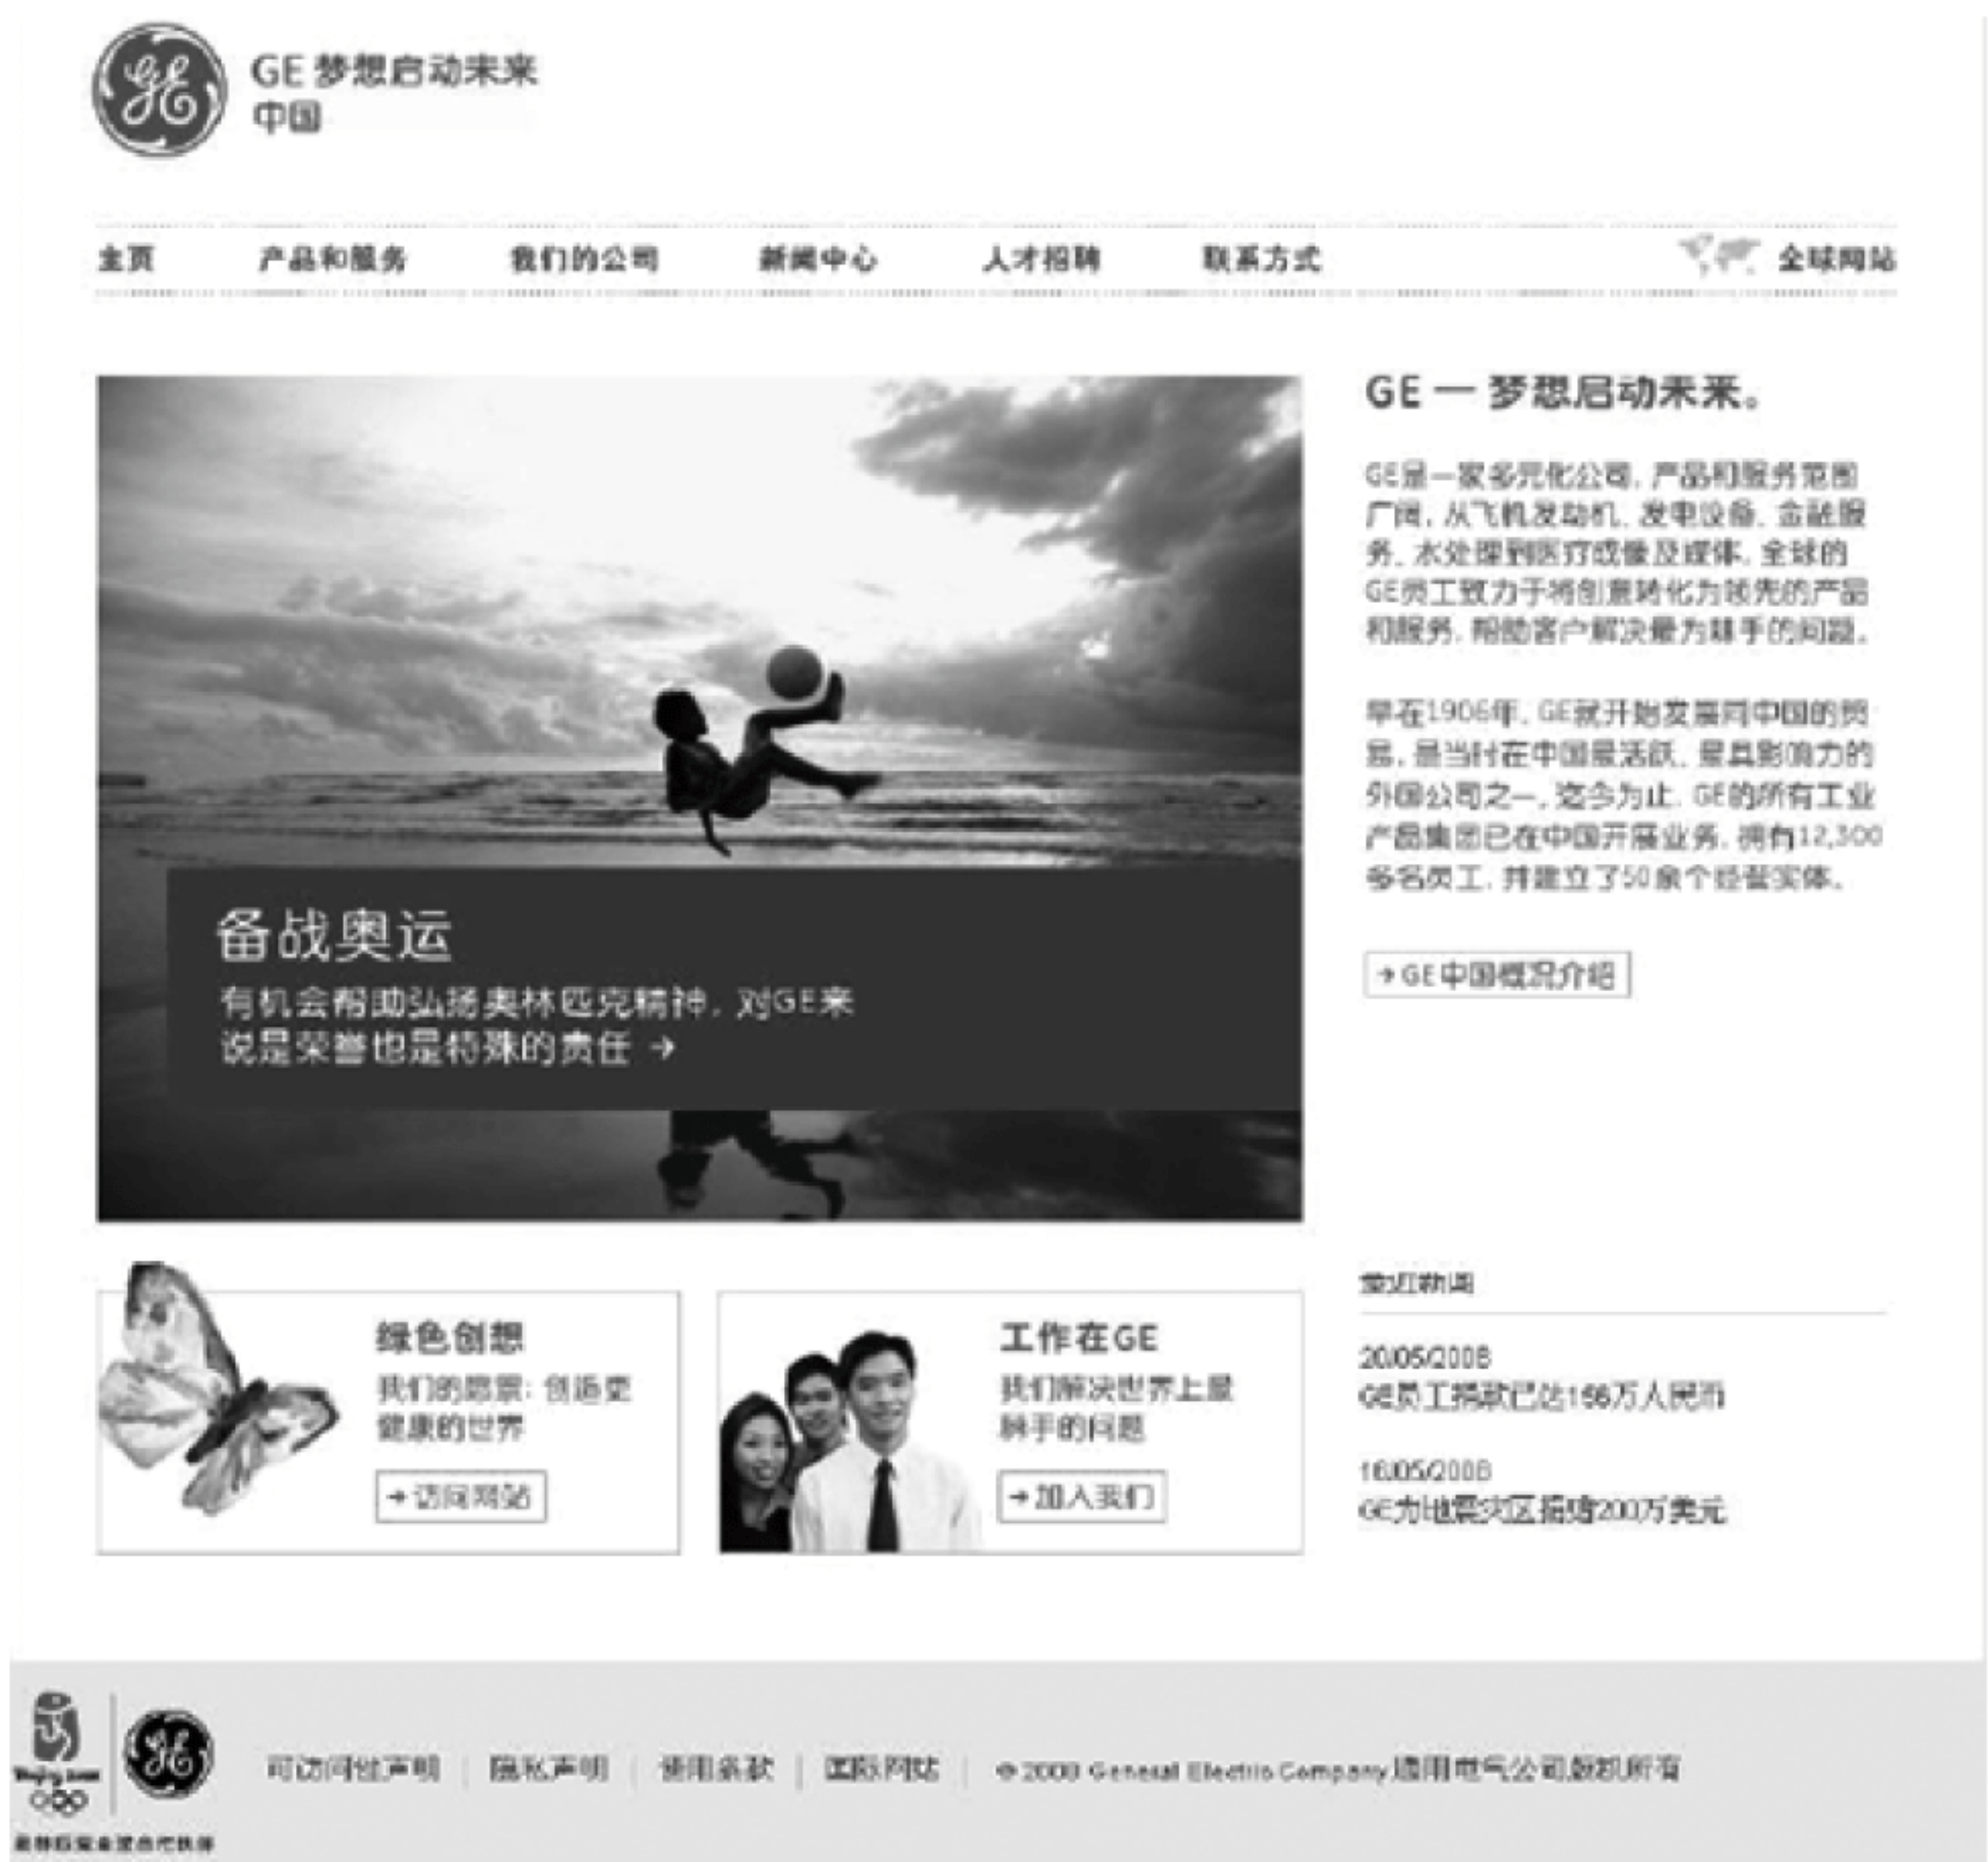 GE 梦想启动未来
中国
主页 产品和服务 我们的公司 新闻中心 人才招聘 联系方式 全球网站
GE 一 梦想启动未来。
GE是一家多元化公司, 产品和服务范围
广阔, 从飞机发动机、发电设备、金融服
务、水处理到医疗成像及媒体, 全球的
GE员工致力于将创意转化为领先的产品
和服务, 帮助客户解决最为棘手的问题。
早在1906年, GE就开始发展同中国的贸
易, 是当时在中国最活跃、最具影响力的
外国公司之一, 迄今为止, GE的所有工业
产品集团已在中国开展业务, 拥有12,300
多名员工, 并建立了50余个经营实体。
→GE中国概况介绍
备战奥运
有机会帮助弘扬奥林匹克精神, 对GE来
说是荣誉也是特殊的责任 →
绿色创想
我们的愿景: 创造更
健康的世界
→访问网站
工作在GE
我们解决世界上最
棘手的问题
→加入我们
最近新闻
20/05/2008
GE员工捐款已达 万人民币
16/05/2008
GE为地震灾区捐赠200万美元
Beijing 2008
可访问性声明 | 隐私声明 | 使用条款 | 国际网站 | © 2008 General Electric Company 通用电气公司版权所有